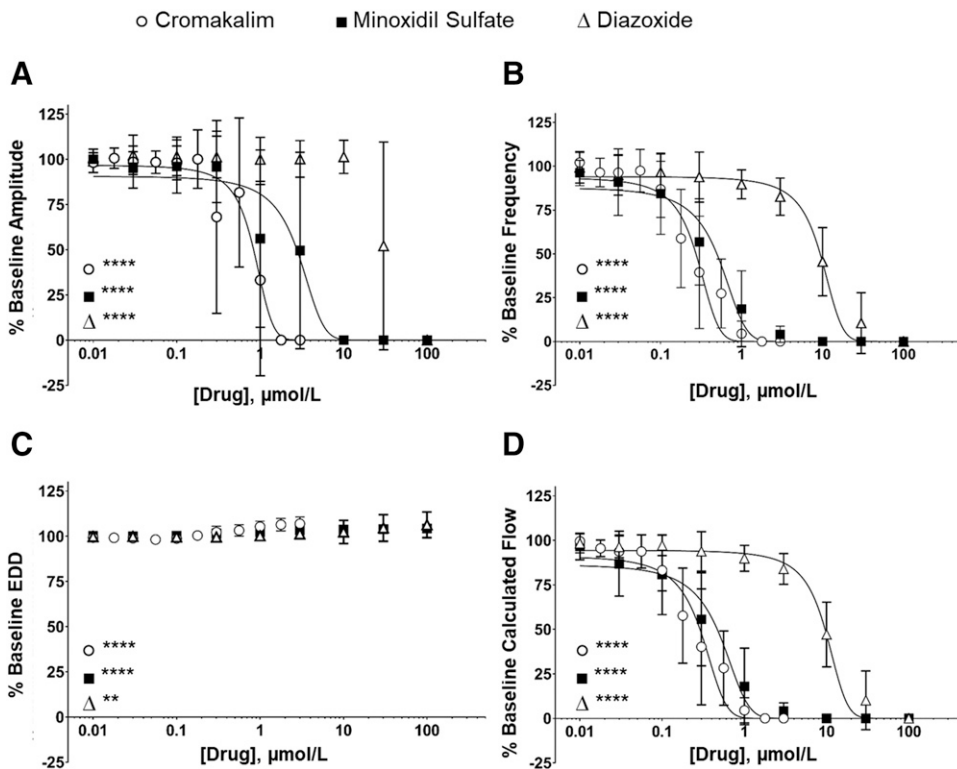 Cromakalim Minoxidil Sulfate Diazoxide
A
% Baseline Amplitude
125
100
75
50
25
0
-25
****
****
****
0.01 0.1 1 10 100
[Drug], µmol/L
B
% Baseline Frequency
125
100
75
50
25
0
-25
****
****
****
0.01 0.1 1 10 100
[Drug], µmol/L
C
% Baseline EDD
125
100
75
50
25
0
-25
****
****
**
0.01 0.1 1 10 100
[Drug], µmol/L
D
% Baseline Calculated Flow
125
100
75
50
25
0
-25
****
****
****
0.01 0.1 1 10 100
[Drug], µmol/L